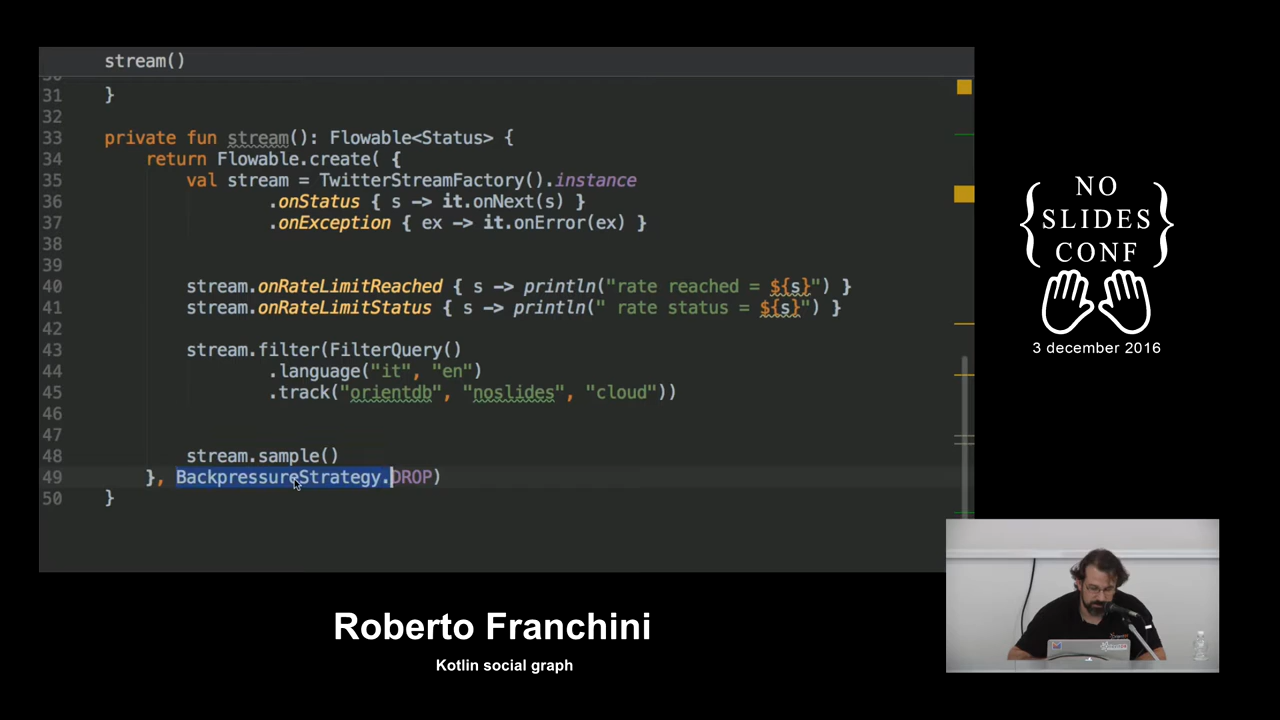 stream()
31 }
32
33 private fun stream(): Flowable<Status> {
34 return Flowable.create( {
35 val stream = TwitterStreamFactory().instance
36 .onStatus { s -> it.onNext(s) }
37 .onException { ex -> it.onError(ex) }
38
39
40 stream.onRateLimitReached { s -> println("rate reached = ${s}") }
41 stream.onRateLimitStatus { s -> println(" rate status = ${s}") }
42
43 stream.filter(FilterQuery()
44 .language("it", "en")
45 .track("orientdb", "noslides", "cloud"))
46
47
48 stream.sample()
49 }, BackpressureStrategy.DROP)
50 }
NO
SLIDES
CONF
3 december 2016
Roberto Franchini
Kotlin social graph